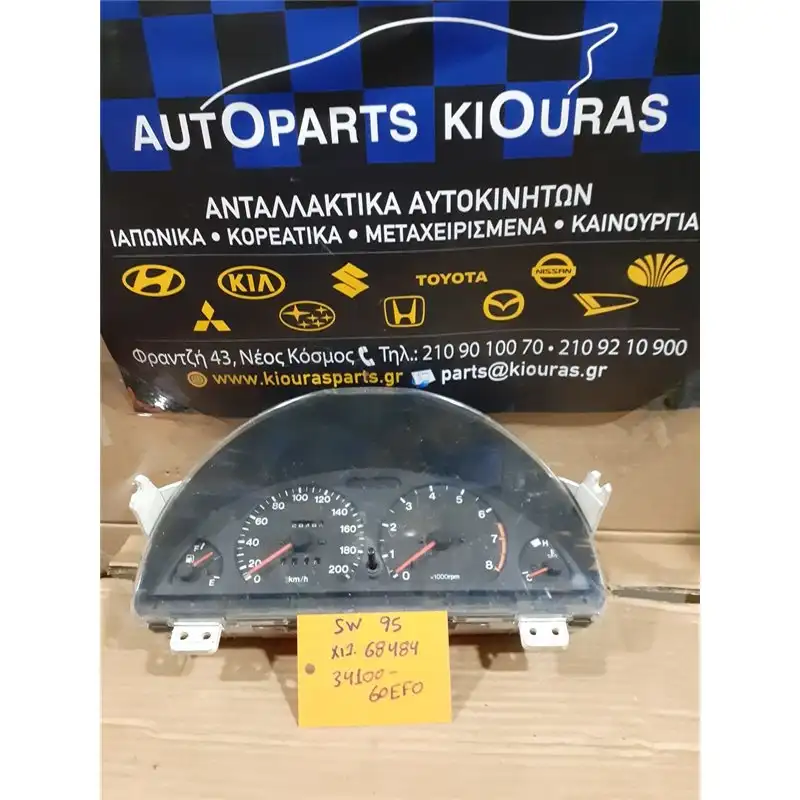 AUTOPARTS KIOURAS
ΑΝΤΑΛΛΑΚΤΙΚΑ ΑΥΤΟΚΙΝΗΤΩΝ
ΙΑΠΩΝΙΚΑ • ΚΟΡΕΑΤΙΚΑ • ΜΕΤΑΧΕΙΡΙΣΜΕΝΑ • ΚΑΙΝΟΥΡΓΙΑ
KIA TOYOTA NISSAN
Φραντζή 43, Νέος Κόσμος Τηλ.: 210 90 100 70 • 210 92 10 900
www.kiourasparts.gr parts@kiouras.gr
0 20 40 60 80 100 120 140 160 180 200
km/h
0 1 2 3 4 5 6 7 8
×1000rpm
F
E
H
SW 95
ΧΙΛ: 68484
34100-
60EF0